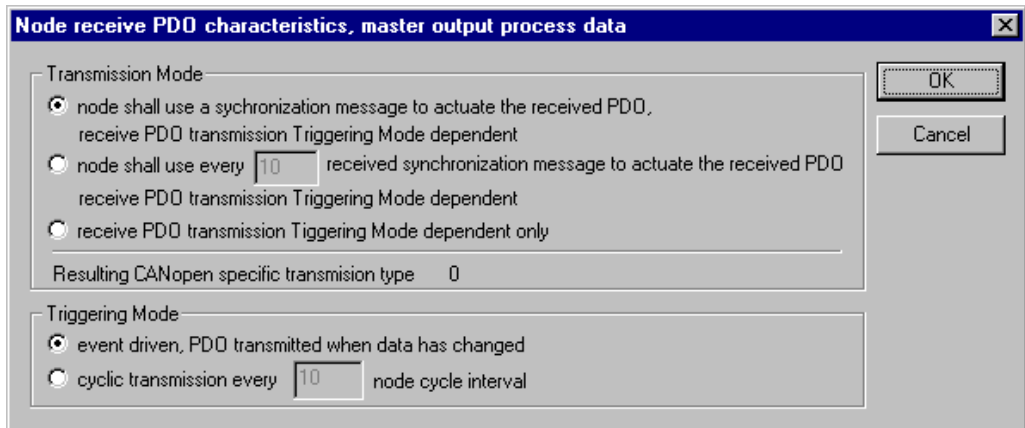 Node receive PDO characteristics, master output process data
Transmission Mode
node shall use a sychronization message to actuate the received PDO,
receive PDO transmission Triggering Mode dependent
node shall use every 10 received synchronization message to actuate the received PDO
receive PDO transmission Triggering Mode dependent
receive PDO transmission Tiggering Mode dependent only
Resulting CANopen specific transmision type 0
OK
Cancel
Triggering Mode
event driven, PDO transmitted when data has changed
cyclic transmission every 10 node cycle interval